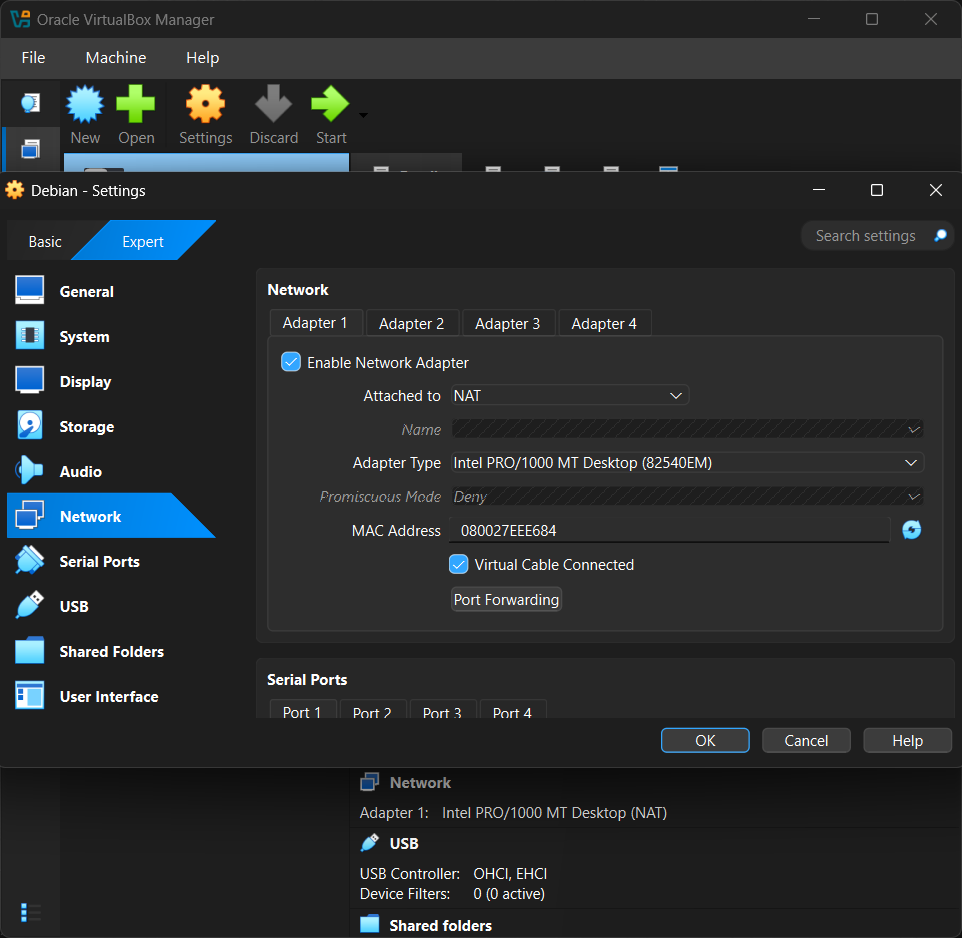 Oracle VirtualBox Manager
File Machine Help
New Open Settings Discard Start
Debian - Settings
Basic Expert Search settings
General
System
Display
Storage
Audio
Network
Serial Ports
USB
Shared Folders
User Interface
Network
Adapter 1 Adapter 2 Adapter 3 Adapter 4
Enable Network Adapter
Attached to NAT
Name
Adapter Type Intel PRO/1000 MT Desktop (82540EM)
Promiscuous Mode Deny
MAC Address 080027EEE684
Virtual Cable Connected
Port Forwarding
Serial Ports
Port 1 Port 2 Port 3 Port 4
OK Cancel Help
Network
Adapter 1: Intel PRO/1000 MT Desktop (NAT)
USB
USB Controller: OHCI, EHCI
Device Filters: 0 (0 active)
Shared folders